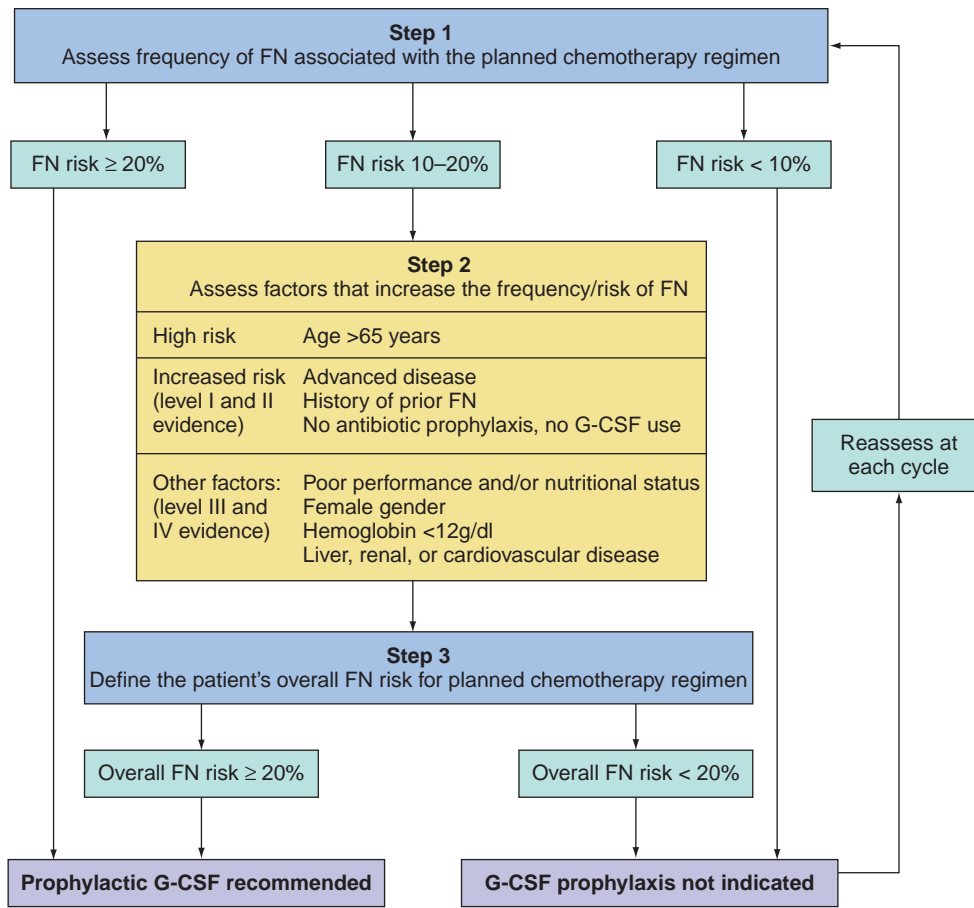 Step 1
Assess frequency of FN associated with the planned chemotherapy regimen
FN risk ≥ 20%
FN risk 10–20%
FN risk < 10%
Step 2
Assess factors that increase the frequency/risk of FN
High risk Age >65 years
Increased risk Advanced disease
(level I and II History of prior FN
evidence) No antibiotic prophylaxis, no G-CSF use
Other factors: Poor performance and/or nutritional status
(level III and Female gender
IV evidence) Hemoglobin <12g/dl
Liver, renal, or cardiovascular disease
Reassess at
each cycle
Step 3
Define the patient's overall FN risk for planned chemotherapy regimen
Overall FN risk ≥ 20%
Overall FN risk < 20%
Prophylactic G-CSF recommended
G-CSF prophylaxis not indicated